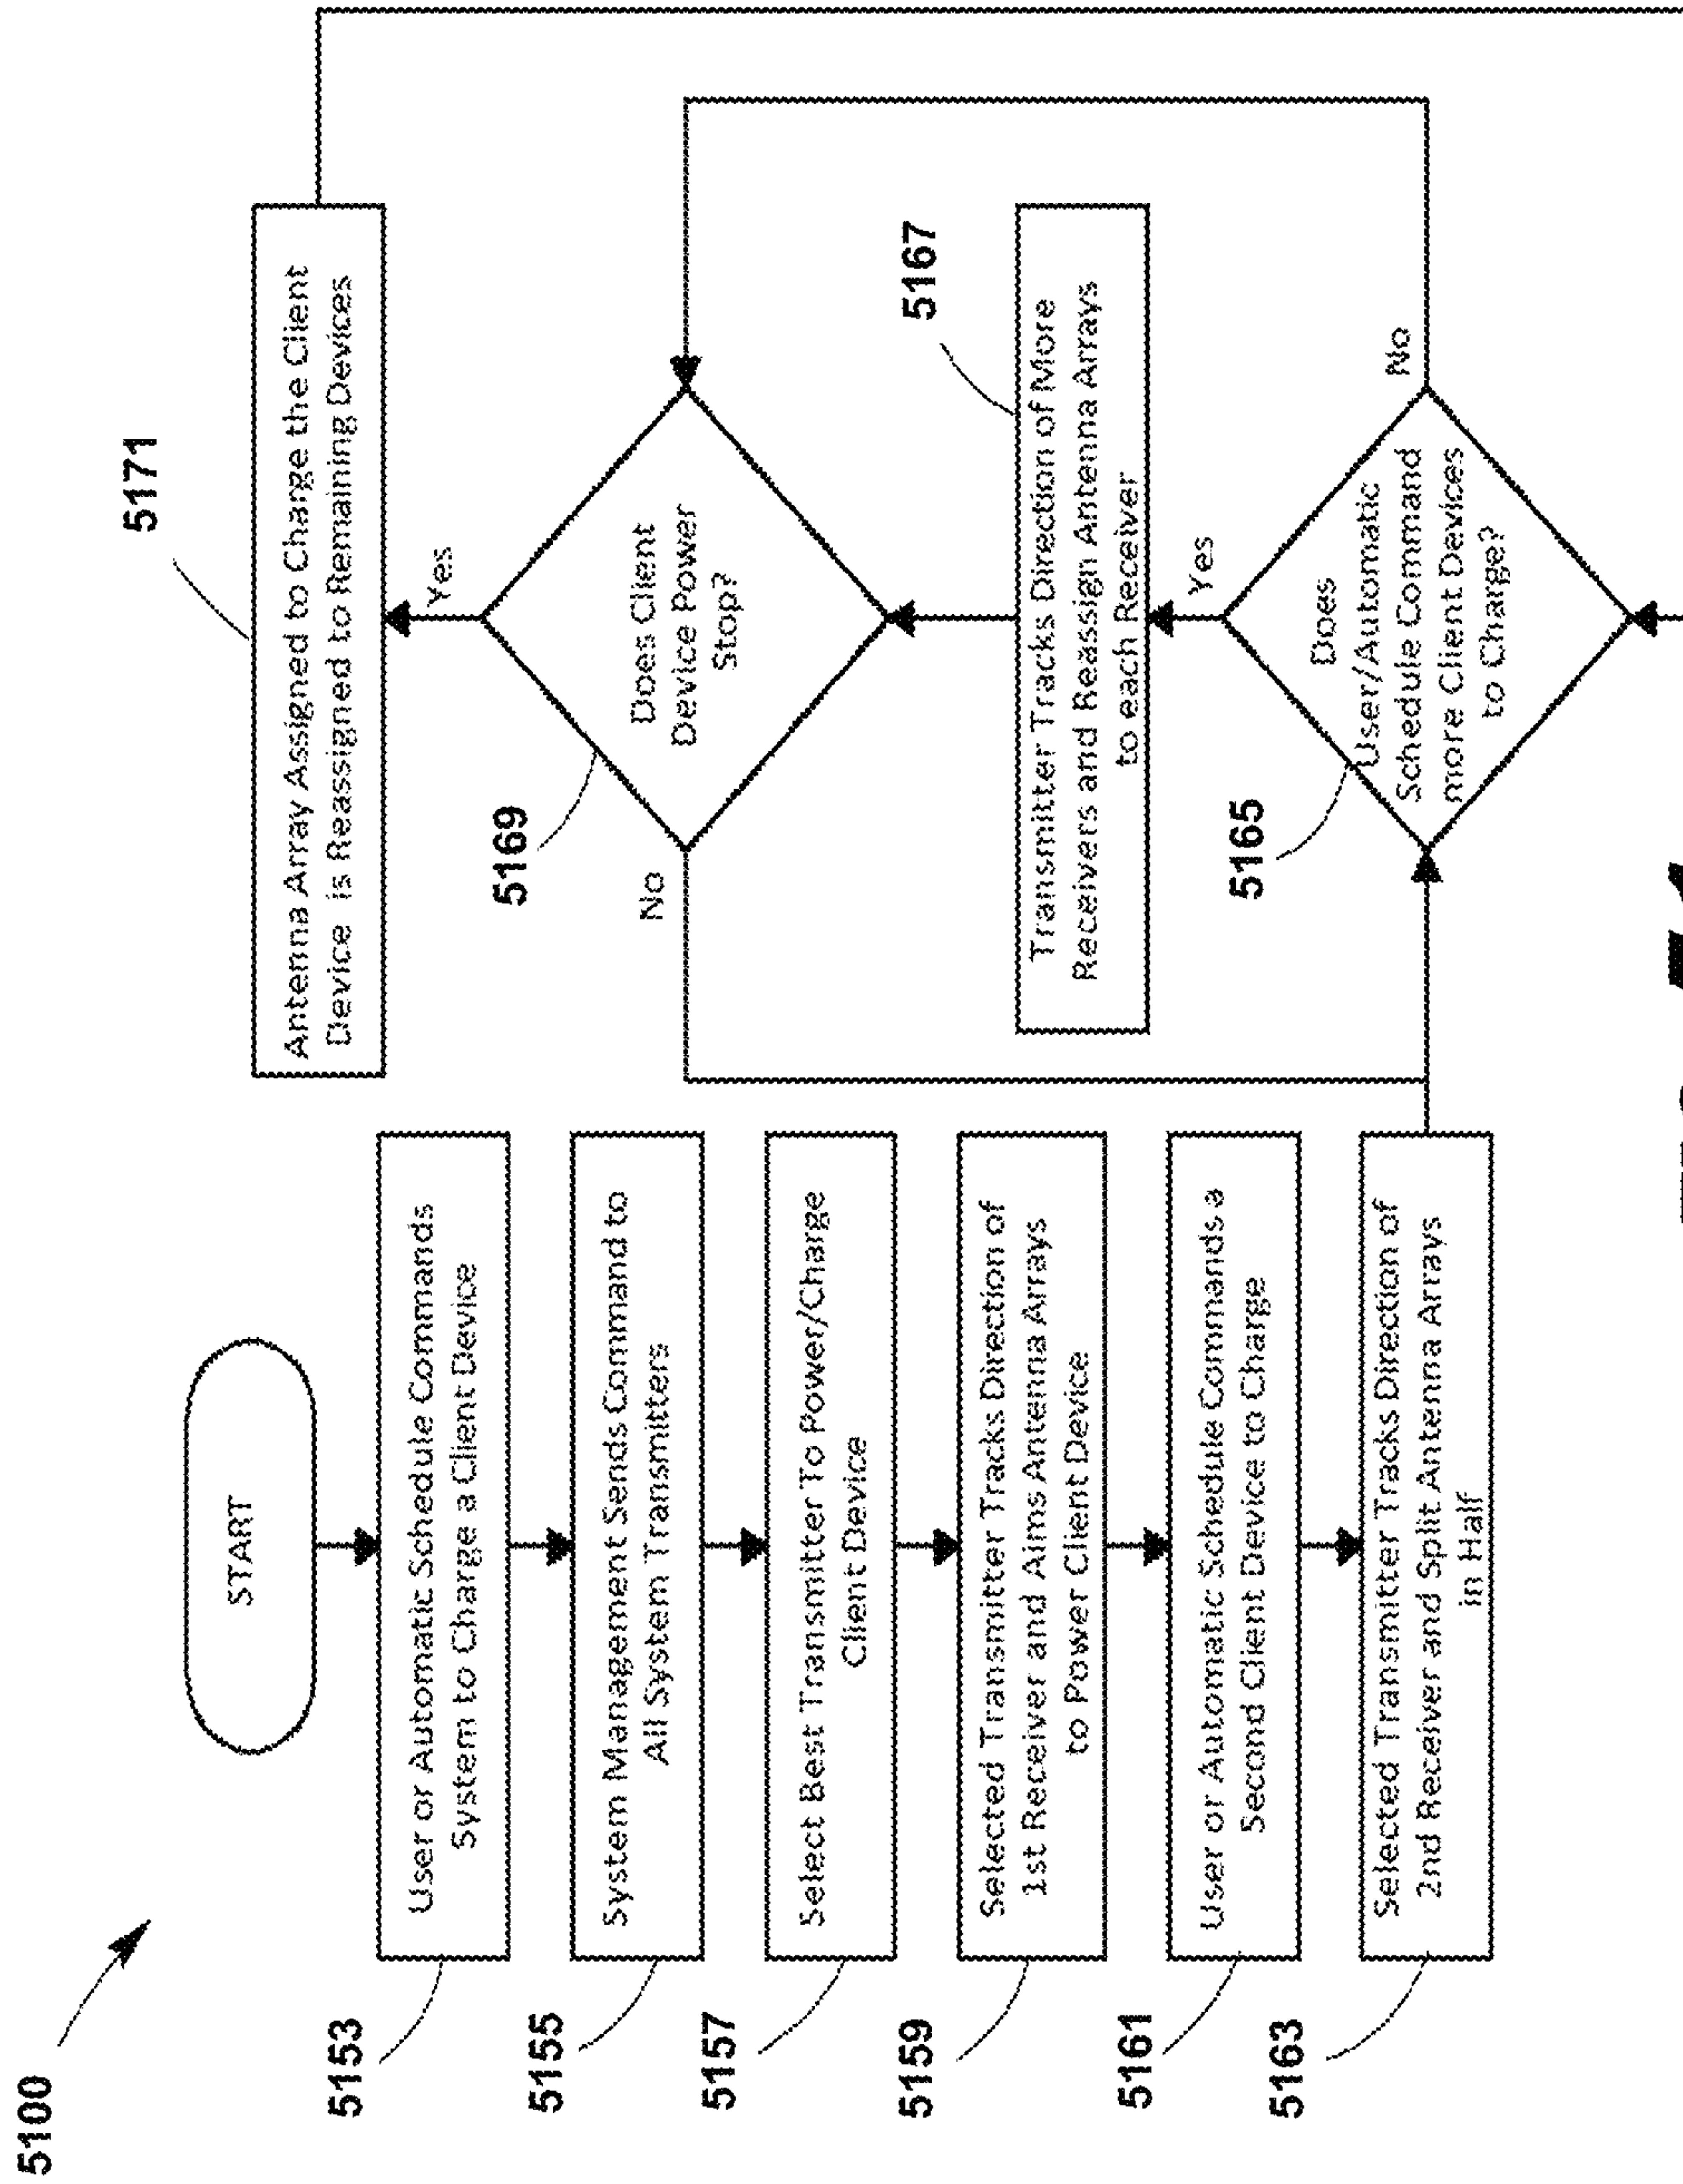 5100
START
5153
User or Automatic Schedule Commands
System to Charge a Client Device
5155
System Management Sends Command to
All System Transmitters
5157
Select Best Transmitter To Power/Charge
Client Device
5159
Selected Transmitter Tracks Direction of
1st Receiver and Aims Antenna Arrays
to Power Client Device
5161
User or Automatic Schedule Commands a
Second Client Device to Charge
5163
Selected Transmitter Tracks Direction of
2nd Receiver and Split Antenna Arrays
in Half
5171
Antenna Array Assigned to Charge the Client
Device is Reassigned to Remaining Devices
Yes
5169
Does Client
Device Power
Stop?
No
5167
Transmitter Tracks Direction of More
Receivers and Reassign Antenna Arrays
to each Receiver
Yes
5165
Does
User/Automatic
Schedule Command
more Client Devices
to Charge?
No